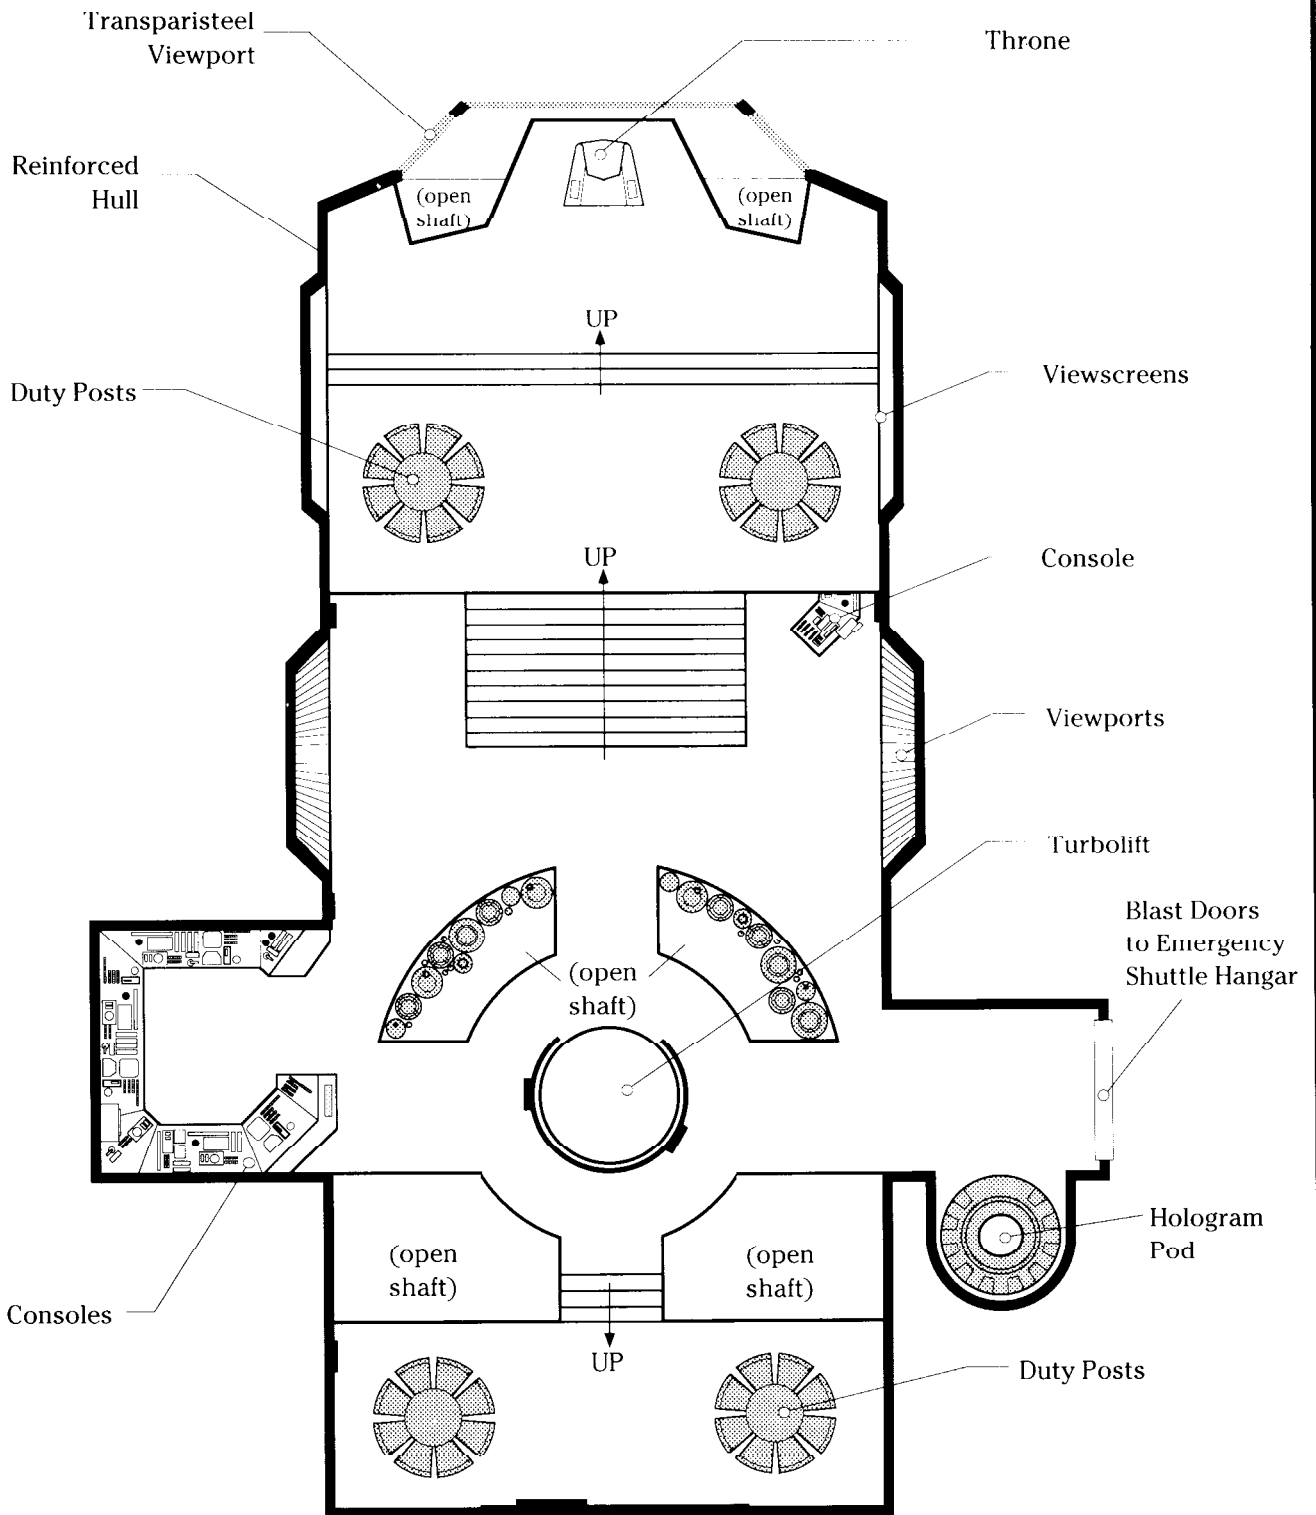 Transparisteel
Viewport
Throne
Reinforced
Hull
(open
shaft)
(open
shaft)
UP
Duty Posts
Viewscreens
UP
Console
Viewports
Turbolift
Blast Doors
to Emergency
Shuttle Hangar
(open
shaft)
Hologram
Pod
(open
shaft)
(open
shaft)
Consoles
UP
Duty Posts